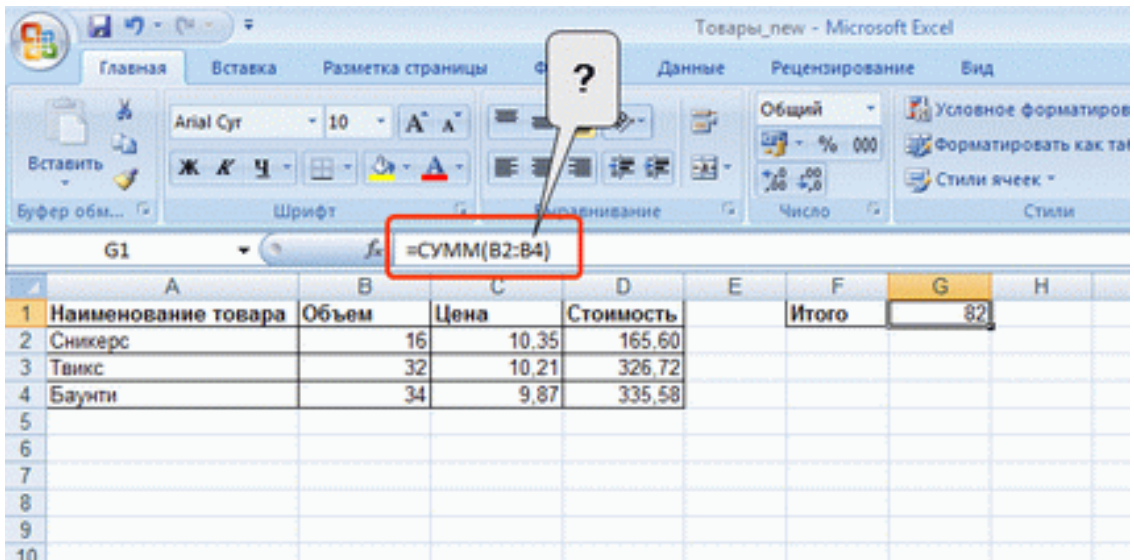 Товары_new - Microsoft Excel
Главная Вставка Разметка страницы Ф ? Данные Рецензирование Вид
Arial Cyr 10 А А Общий Условное форматиров
Вставить Ж К Ч А % 000 Форматировать как таб
Стили ячеек
Буфер обм... Шрифт Выравнивание Число Стили
G1 fx =СУММ(B2:B4)
A B C D E F G H
1 Наименование товара Объем Цена Стоимость Итого 82
2 Сникерс 16 10,35 165,60
3 Твикс 32 10,21 326,72
4 Баунти 34 9,87 335,58
5
6
7
8
9
10